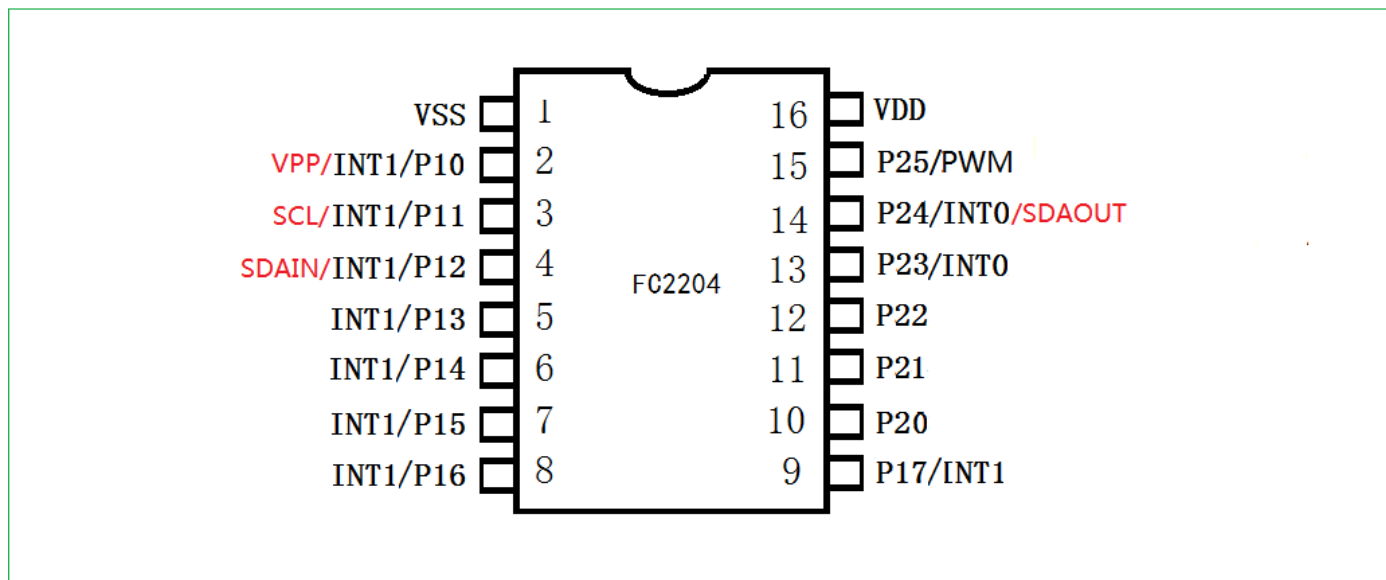 VSS 1 16 VDD
VPP/INT1/P10 2 15 P25/PWM
SCL/INT1/P11 3 14 P24/INT0/SDAOUT
SDAIN/INT1/P12 4 13 P23/INT0
FC2204
INT1/P13 5 12 P22
INT1/P14 6 11 P21
INT1/P15 7 10 P20
INT1/P16 8 9 P17/INT1